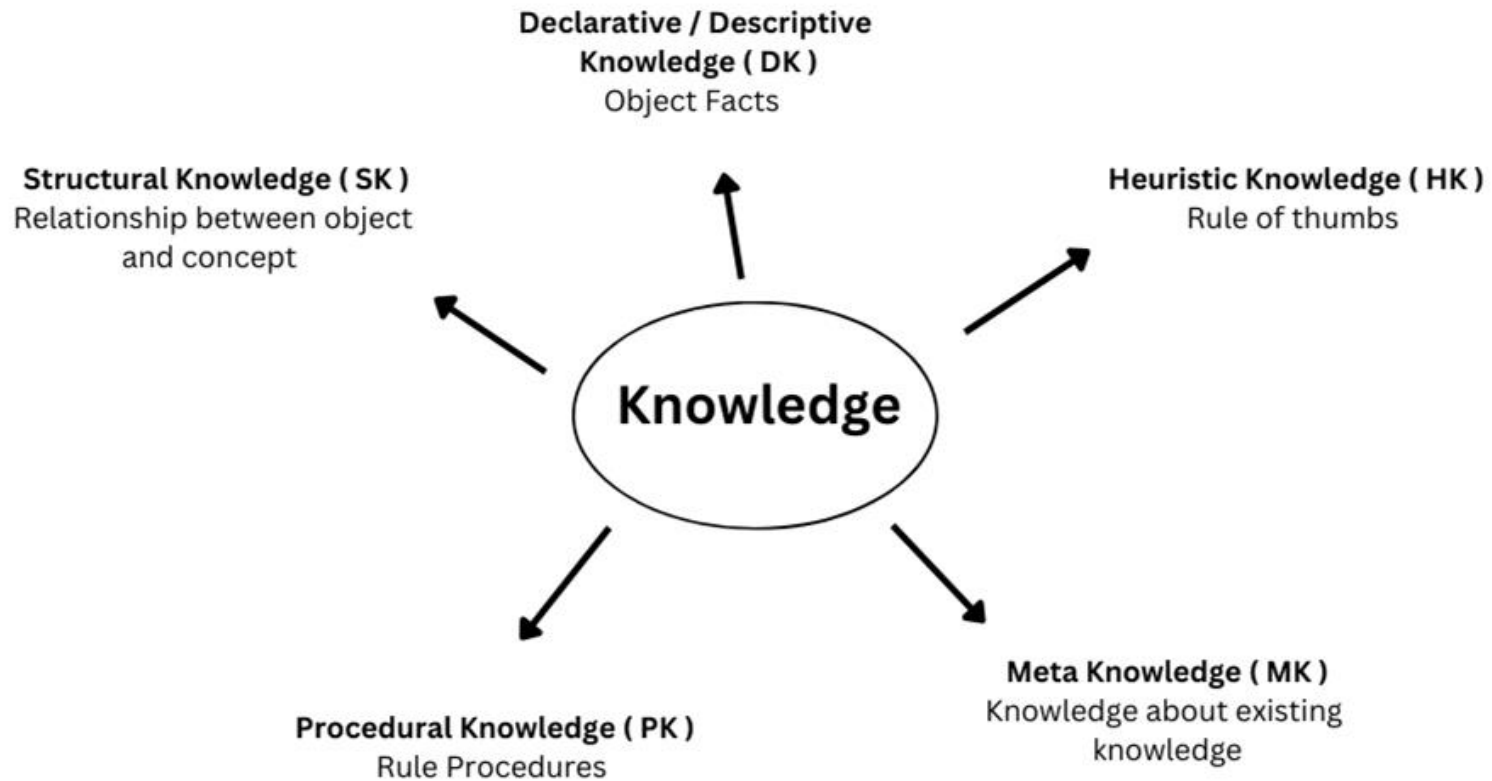 Declarative / Descriptive
Knowledge ( DK )
Object Facts
Structural Knowledge ( SK )
Relationship between object
and concept
Heuristic Knowledge ( HK )
Rule of thumbs
Knowledge
Procedural Knowledge ( PK )
Rule Procedures
Meta Knowledge ( MK )
Knowledge about existing
knowledge